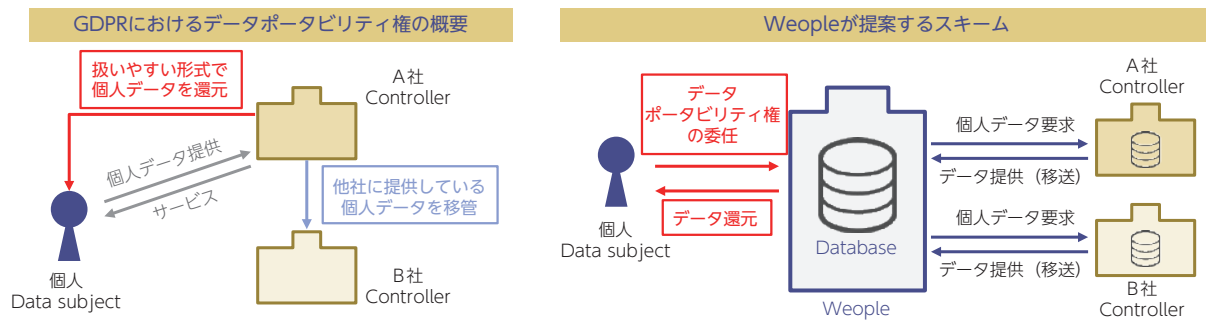 GDPRにおけるデータポータビリティ権の概要
扱いやすい形式で
個人データを還元
A社
Controller
個人データ提供
サービス
他社に提供している
個人データを移管
個人
Data subject
B社
Controller
Weopleが提案するスキーム
データ
ポータビリティ権
の委任
データ還元
個人
Data subject
Database
Weople
A社
Controller
個人データ要求
データ提供（移送）
個人データ要求
データ提供（移送）
B社
Controller